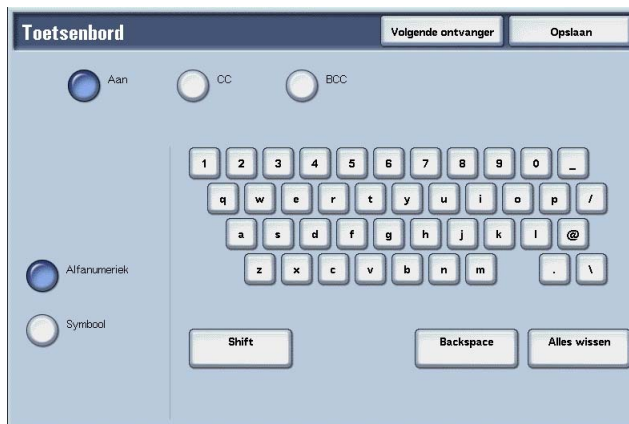 Toetsenbord Volgende ontvanger Opslaan
Aan CC BCC
1 2 3 4 5 6 7 8 9 0 _
q w e r t y u i o p /
a s d f g h j k l @
Alfanumeriek z x c v b n m . \
Symbool
Shift Backspace Alles wissen